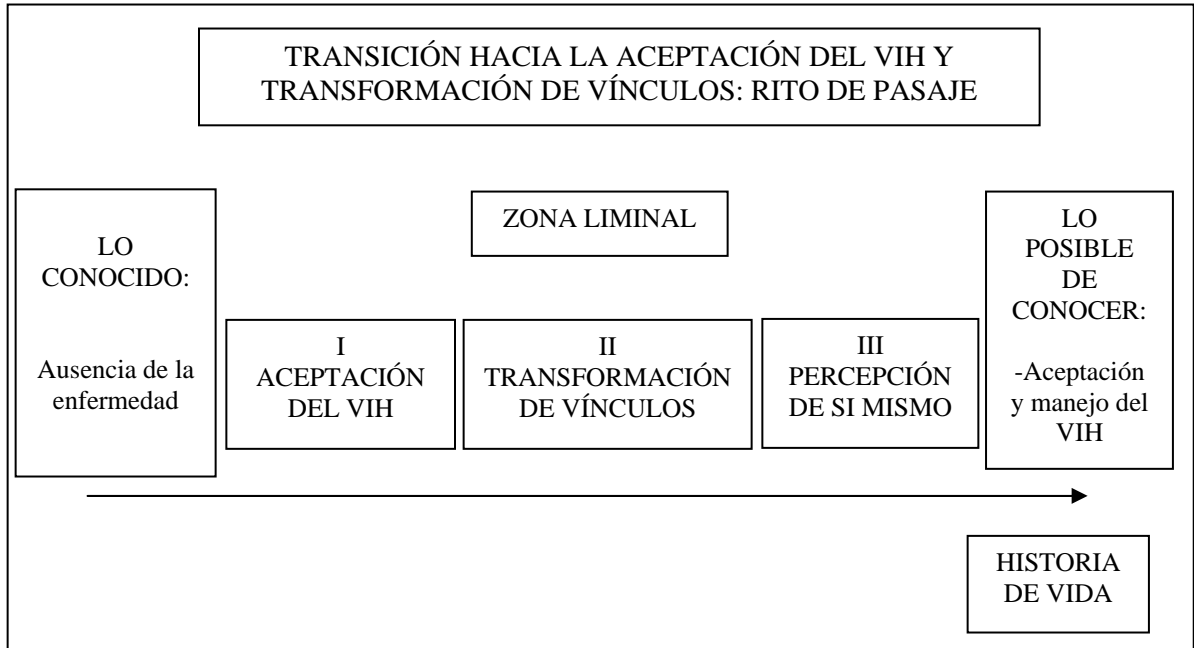 TRANSICIÓN HACIA LA ACEPTACIÓN DEL VIH Y
TRANSFORMACIÓN DE VÍNCULOS: RITO DE PASAJE
LO
CONOCIDO:
Ausencia de la
enfermedad
ZONA LIMINAL
I
ACEPTACIÓN
DEL VIH
II
TRANSFORMACIÓN
DE VÍNCULOS
III
PERCEPCIÓN
DE SI MISMO
LO
POSIBLE
DE
CONOCER:
-Aceptación
y manejo del
VIH
HISTORIA
DE VIDA